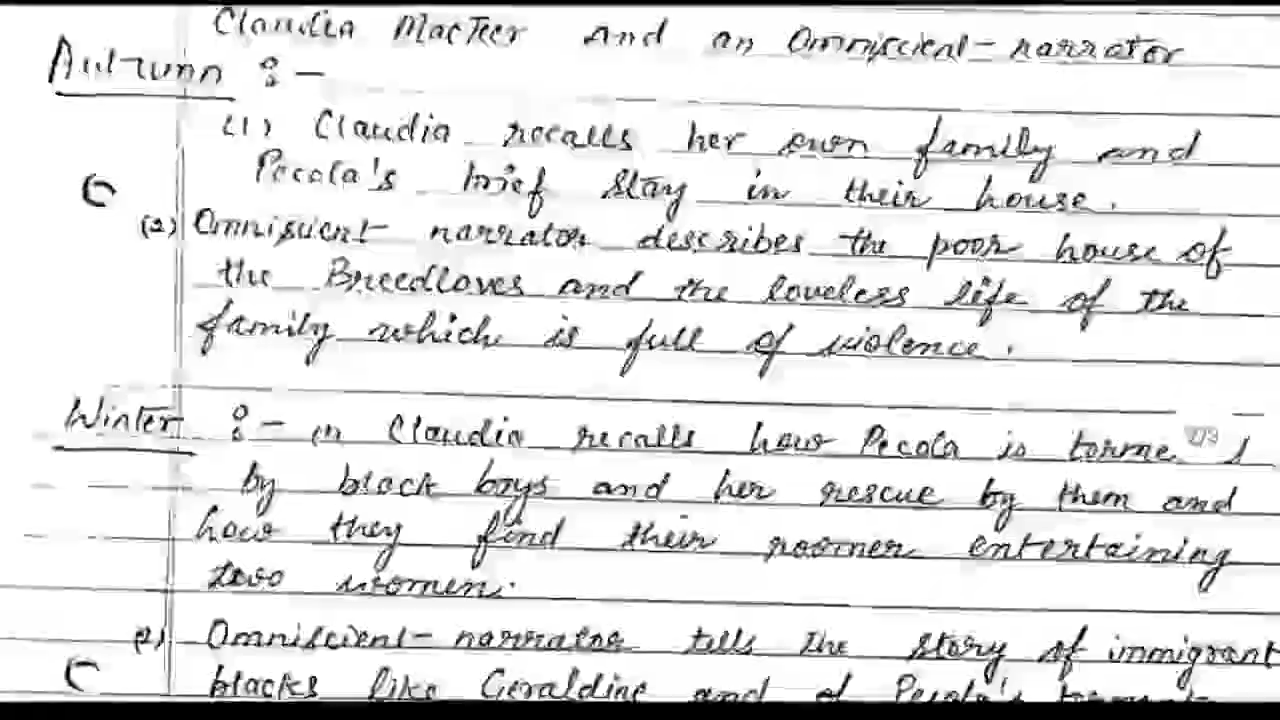 Claudia MacTeer and an Omniscient-narrator
Autumn :-
(1) Claudia recalls her own family and
Pecola's brief stay in their house.
(2) Omniscient narrator describes the poor house of
the Breedloves and the loveless life of the
family which is full of violence.
Winter :- (1) Claudia recalls how Pecola is
by black boys and her rescue by them and
how they find their roomer entertaining
two women.
(2) Omniscient-narrator tells the story of immigrant
blacks like Geraldine and of Pecola's